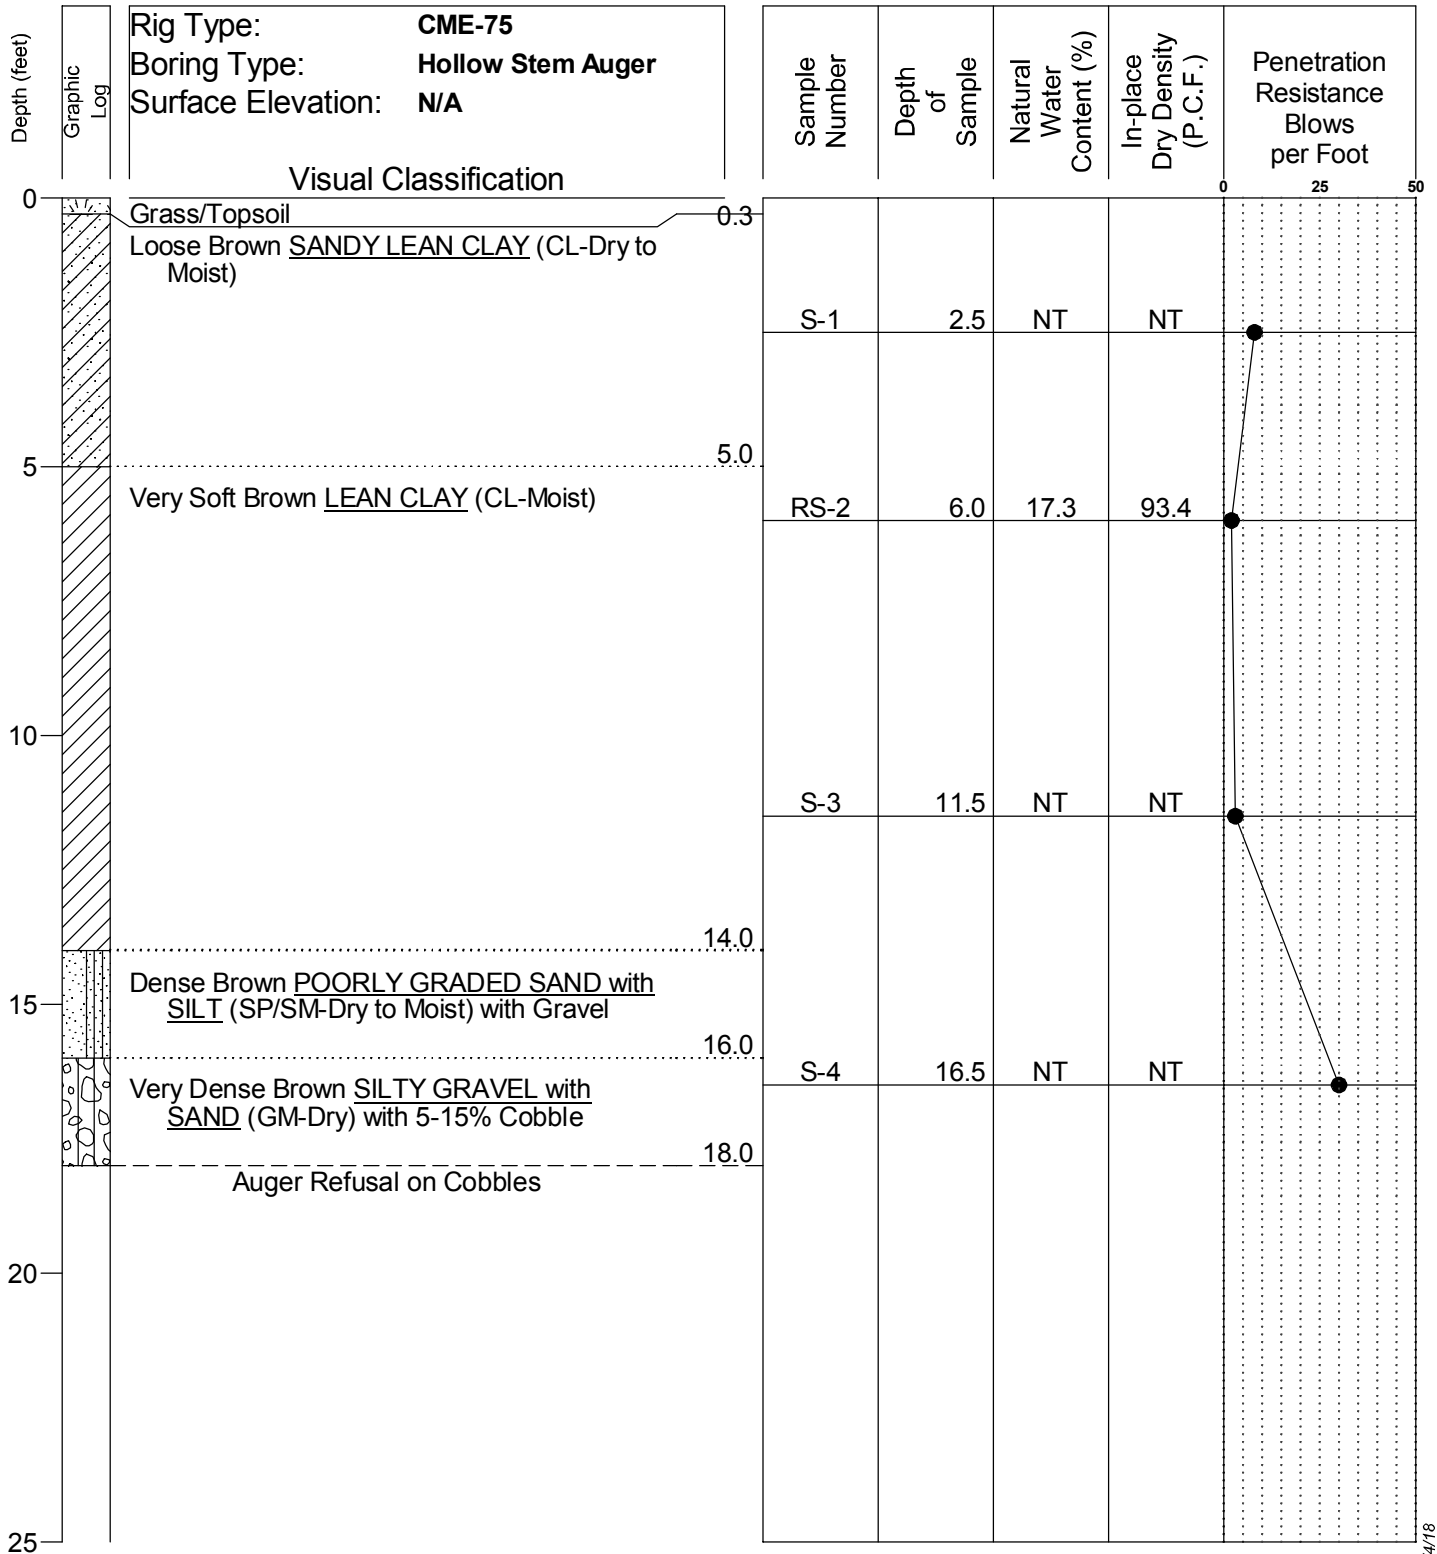 Depth (feet)
Graphic
Log
Rig Type: CME-75
Boring Type: Hollow Stem Auger
Surface Elevation: N/A
Visual Classification
Sample
Number
Depth
of
Sample
Natural
Water
Content (%)
In-place
Dry Density
(P.C.F.)
Penetration
Resistance
Blows
per Foot
0 25 50
0
Grass/Topsoil 0.3
Loose Brown SANDY LEAN CLAY (CL-Dry to
Moist)
S-1 2.5 NT NT
5 5.0
Very Soft Brown LEAN CLAY (CL-Moist)
RS-2 6.0 17.3 93.4
10
S-3 11.5 NT NT
14.0
Dense Brown POORLY GRADED SAND with
15 SILT (SP/SM-Dry to Moist) with Gravel
16.0
S-4 16.5 NT NT
Very Dense Brown SILTY GRAVEL with
SAND (GM-Dry) with 5-15% Cobble
18.0
Auger Refusal on Cobbles
20
25
4/18